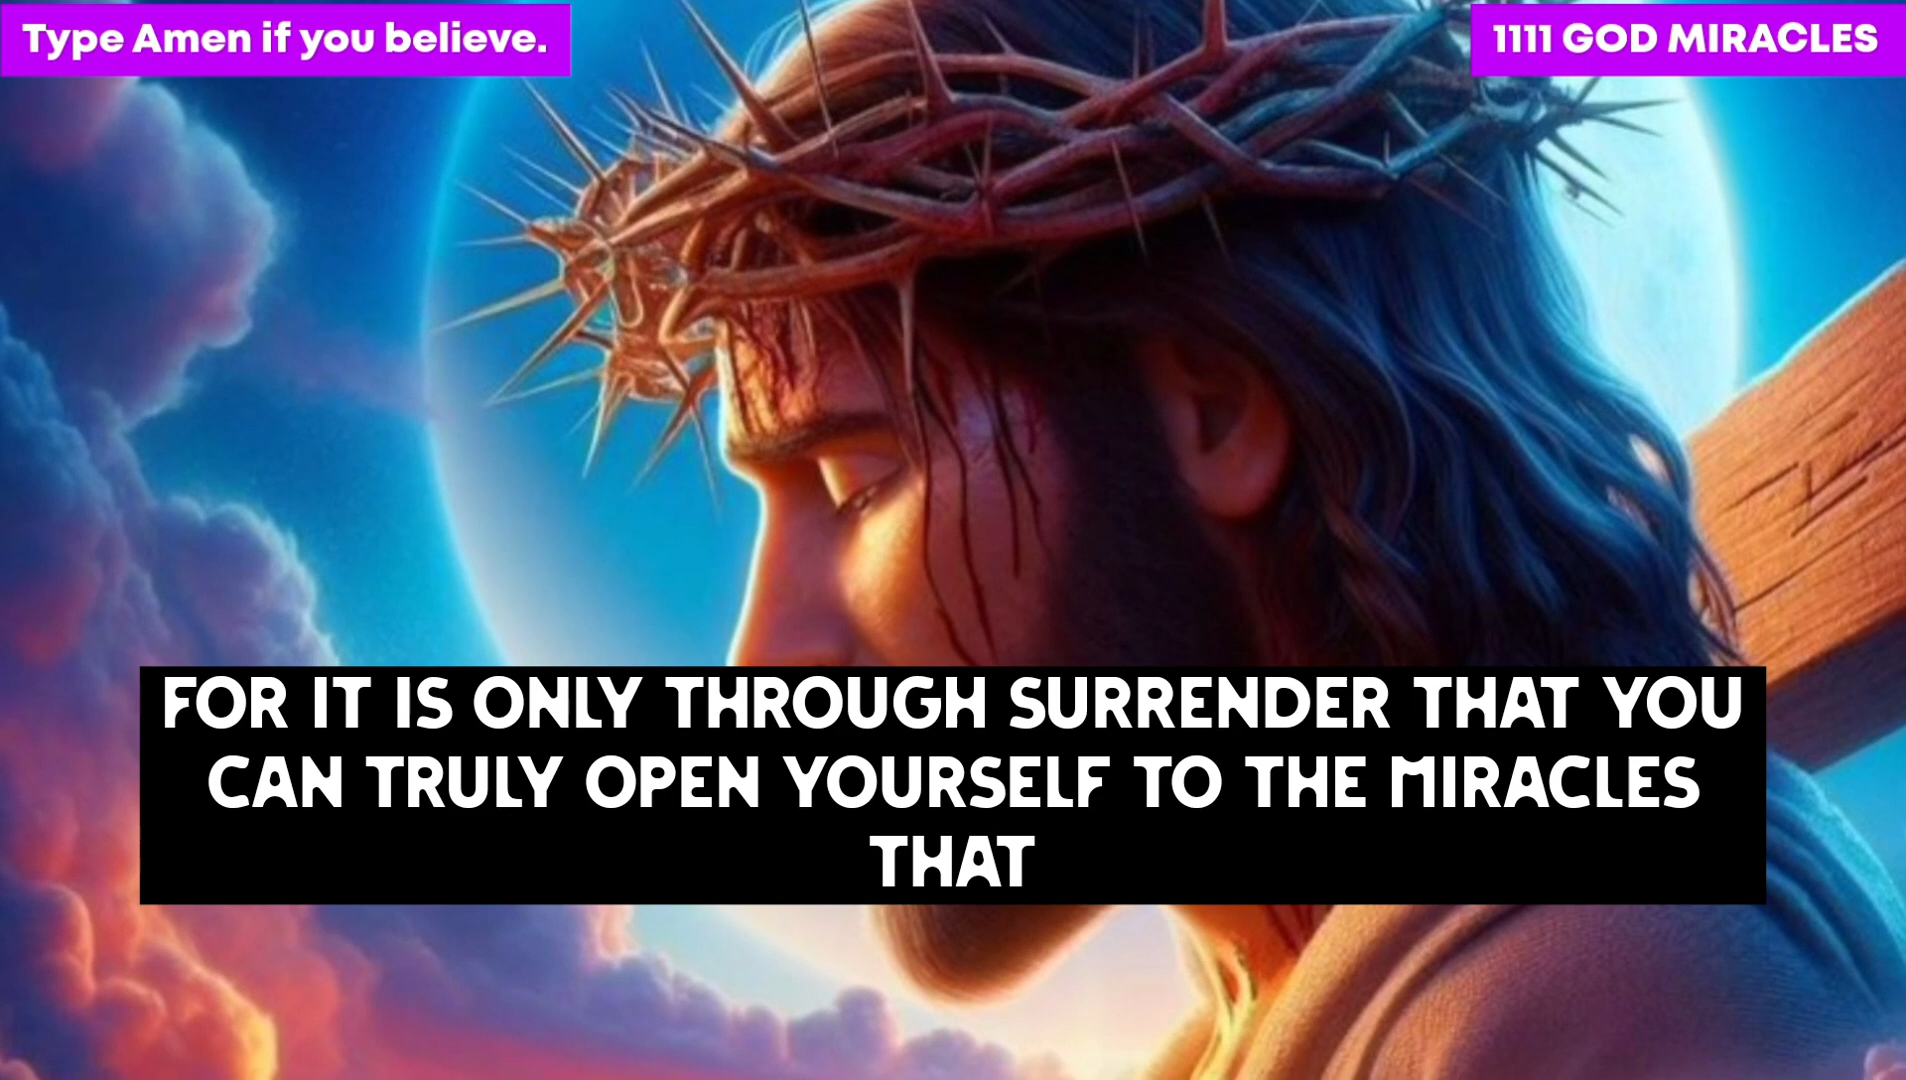 Type Amen if you believe.
1111 GOD MIRACLES
FOR IT IS ONLY THROUGH SURRENDER THAT YOU
CAN TRULY OPEN YOURSELF TO THE MIRACLES
THAT